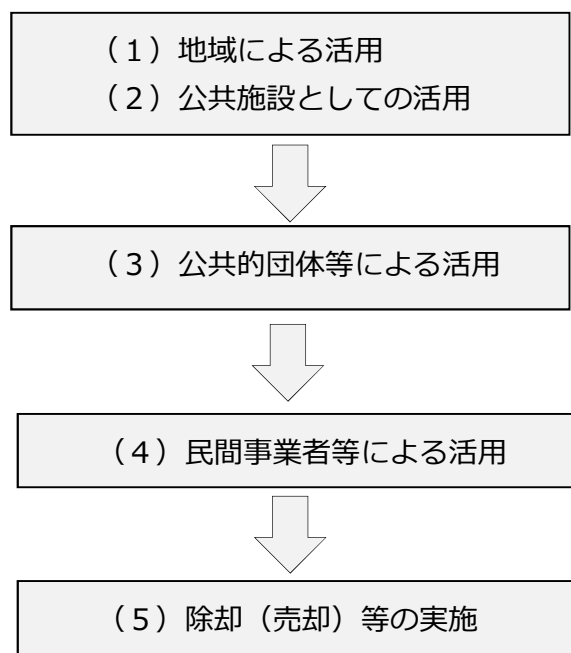 （１）地域による活用
（２）公共施設としての活用
（３）公共的団体等による活用
（４）民間事業者等による活用
（５）除却（売却）等の実施